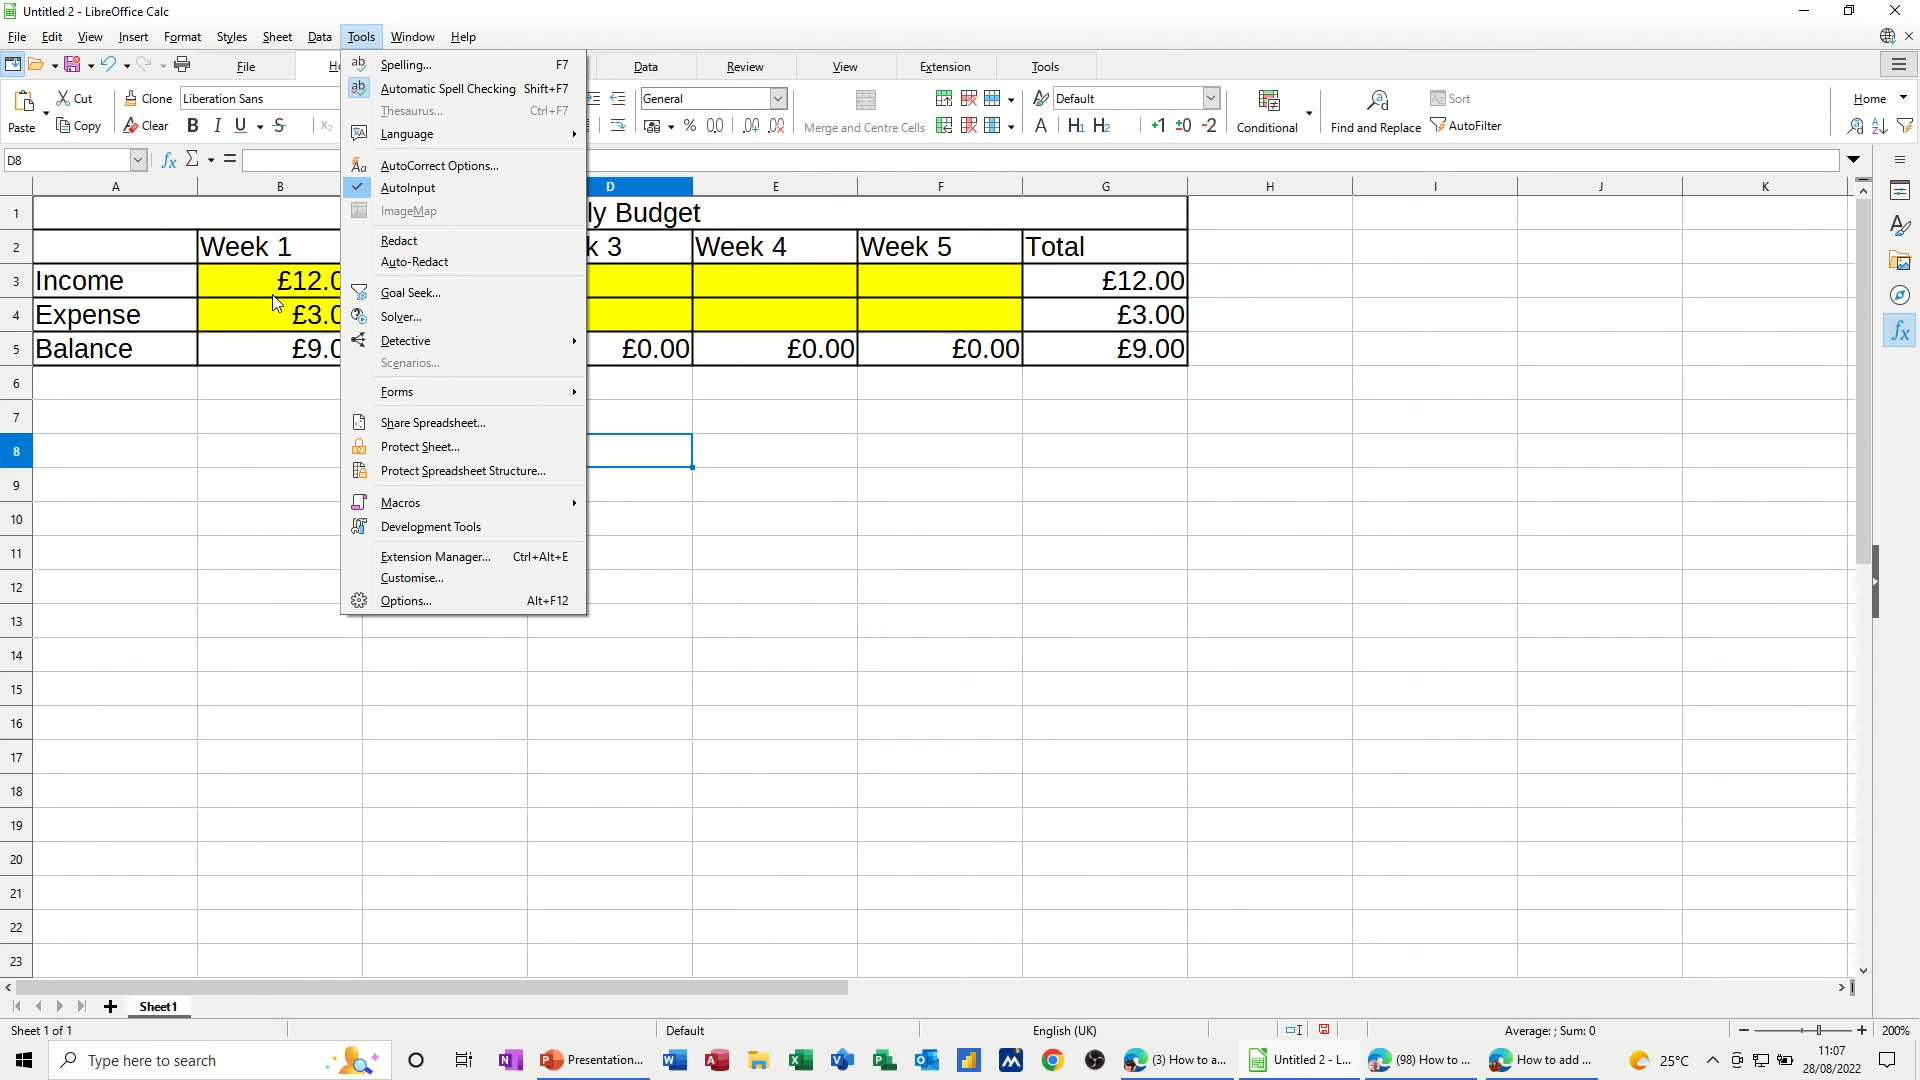 Untitled 2 - LibreOffice Calc
File Edit View Insert Format Styles Sheet Data Tools Window Help
File Data Review View Extension Tools
Paste Cut Clone Liberation Sans General Merge and Centre Cells Default Conditional Find and Replace Sort Home
Copy Clear AutoFilter
D8
A B D E F G H I J K
1 ly Budget
2 Week 1 k 3 Week 4 Week 5 Total
3 Income £12.0 £12.00
4 Expense £3.0 £3.00
5 Balance £9.0 £0.00 £0.00 £0.00 £9.00
6
7
8
9
10
11
12
13
14
15
16
17
18
19
20
21
22
23
Spelling... F7
Automatic Spell Checking Shift+F7
Thesaurus... Ctrl+F7
Language
AutoCorrect Options...
AutoInput
ImageMap
Redact
Auto-Redact
Goal Seek...
Solver...
Detective
Scenarios...
Forms
Share Spreadsheet...
Protect Sheet...
Protect Spreadsheet Structure...
Macros
Development Tools
Extension Manager... Ctrl+Alt+E
Customise...
Options... Alt+F12
Sheet1
Sheet 1 of 1 Default English (UK) Average: ; Sum: 0 200%
Type here to search Presentation... (3) How to a... Untitled 2 - L... (98) How to ... How to add ... 25°C 11:07
28/08/2022